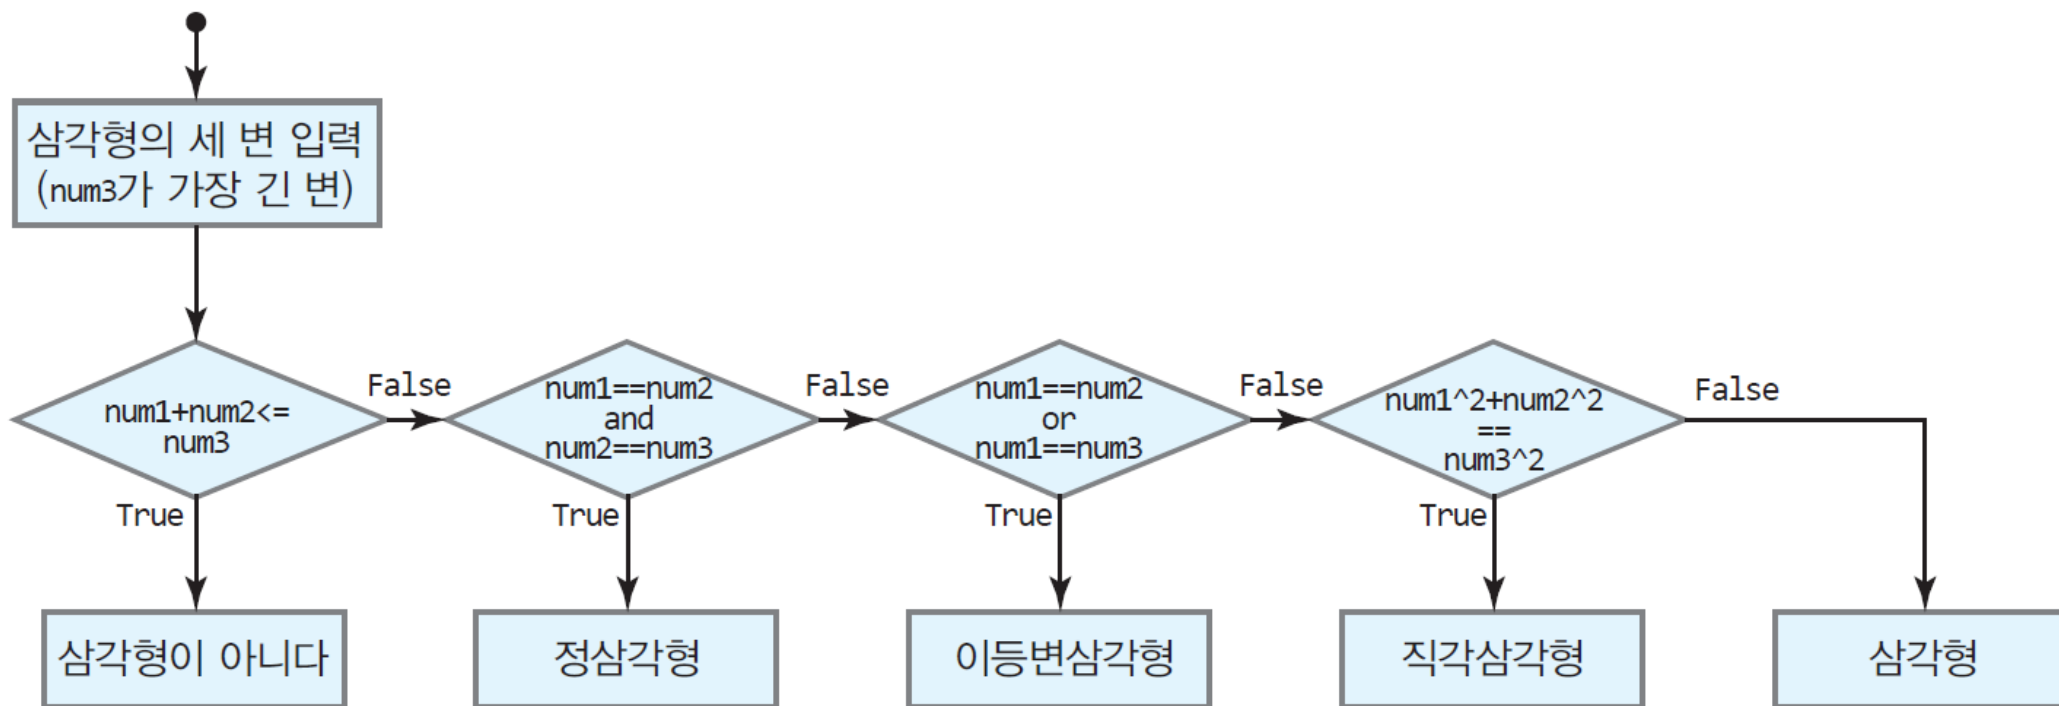 삼각형의 세 변 입력
(num3가 가장 긴 변)
num1+num2<=
num3
False
True
num1==num2
and
num2==num3
False
True
num1==num2
or
num1==num3
False
True
num1^2+num2^2
==
num3^2
False
True
삼각형이 아니다
정삼각형
이등변삼각형
직각삼각형
삼각형